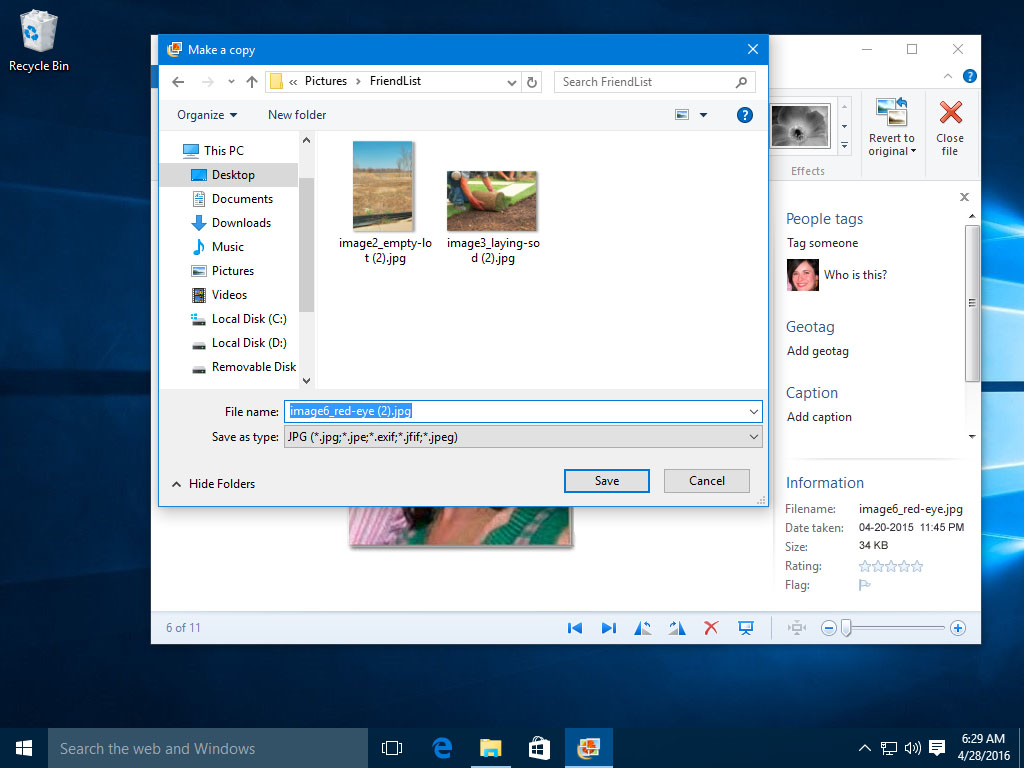 Recycle Bin
Make a copy
« Pictures > FriendList
Search FriendList
Organize
New folder
This PC
Desktop
Documents
Downloads
Music
Pictures
Videos
Local Disk (C:)
Local Disk (D:)
Removable Disk
image2_empty-lo
t (2).jpg
image3_laying-so
d (2).jpg
File name:
image6_red-eye (2).jpg
Save as type:
JPG (*.jpg;*.jpe;*.exif;*.jfif;*.jpeg)
Hide Folders
Save
Cancel
Revert to
original
Close
file
Effects
People tags
Tag someone
Who is this?
Geotag
Add geotag
Caption
Add caption
Information
Filename: image6_red-eye.jpg
Date taken: 04-20-2015 11:45 PM
Size: 34 KB
Rating:
Flag:
6 of 11
Search the web and Windows
6:29 AM
4/28/2016